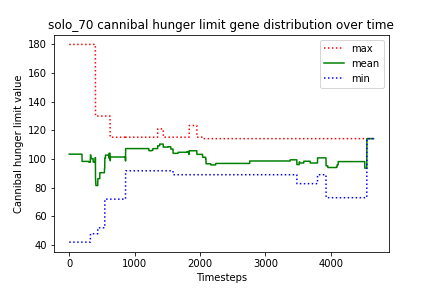 solo_70 cannibal hunger limit gene distribution over time
max
mean
min
Cannibal hunger limit value
180
160
140
120
100
80
60
40
0
1000
2000
3000
4000
Timesteps